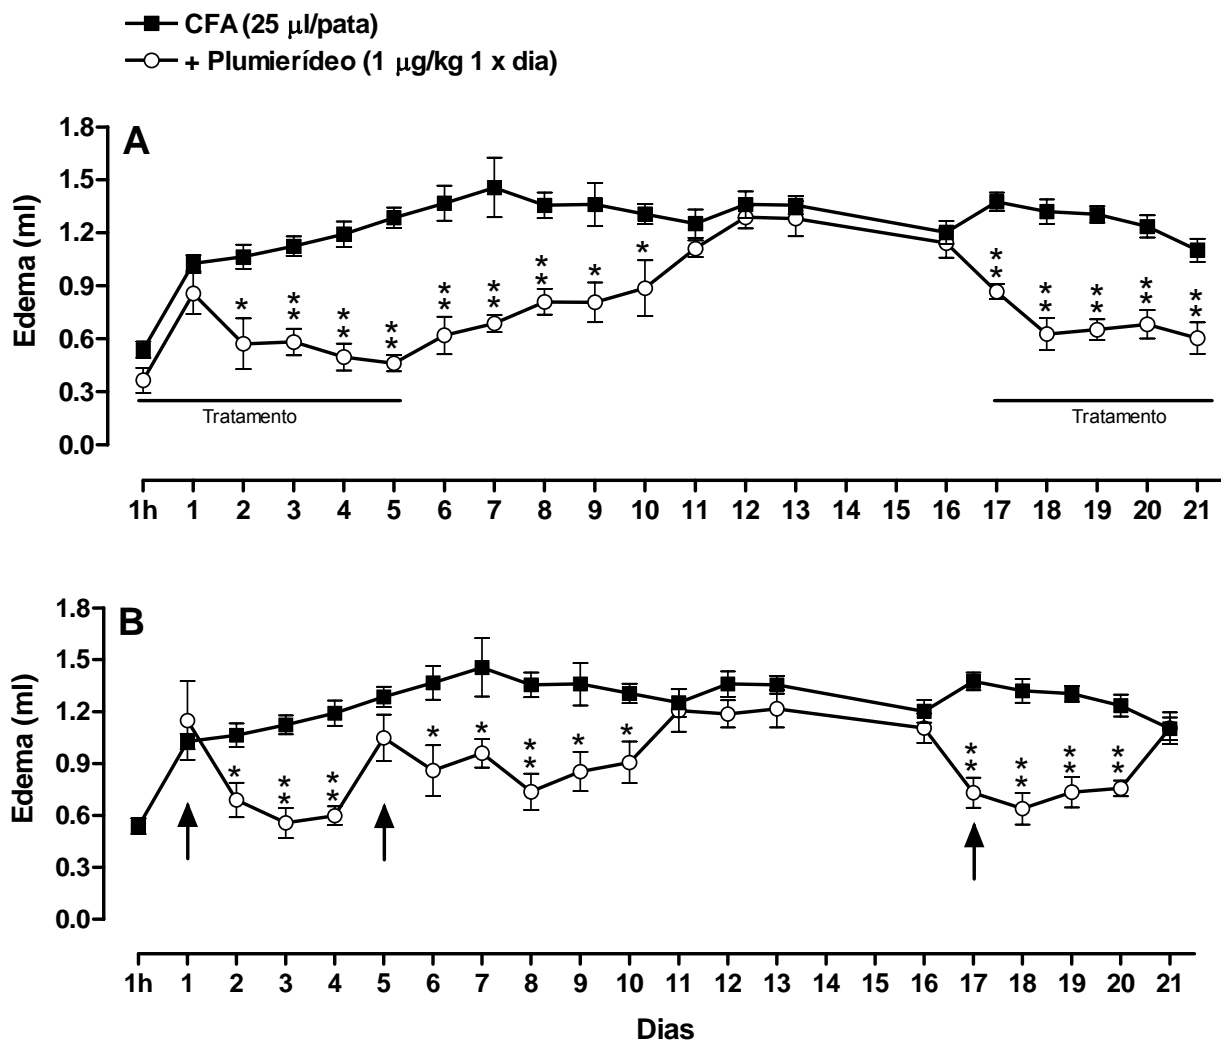 CFA (25 μl/pata)
+ Plumierídeo (1 μg/kg 1 x dia)
A
Edema (ml)
1.8
1.5
1.2
0.9
0.6
0.3
0.0
* ** ** ** ** ** ** * * ** ** ** ** **
Tratamento Tratamento
1h 1 2 3 4 5 6 7 8 9 10 11 12 13 14 15 16 17 18 19 20 21
B
Edema (ml)
1.8
1.5
1.2
0.9
0.6
0.3
0.0
* ** ** * * ** * * ** ** ** **
1h 1 2 3 4 5 6 7 8 9 10 11 12 13 14 15 16 17 18 19 20 21
Dias